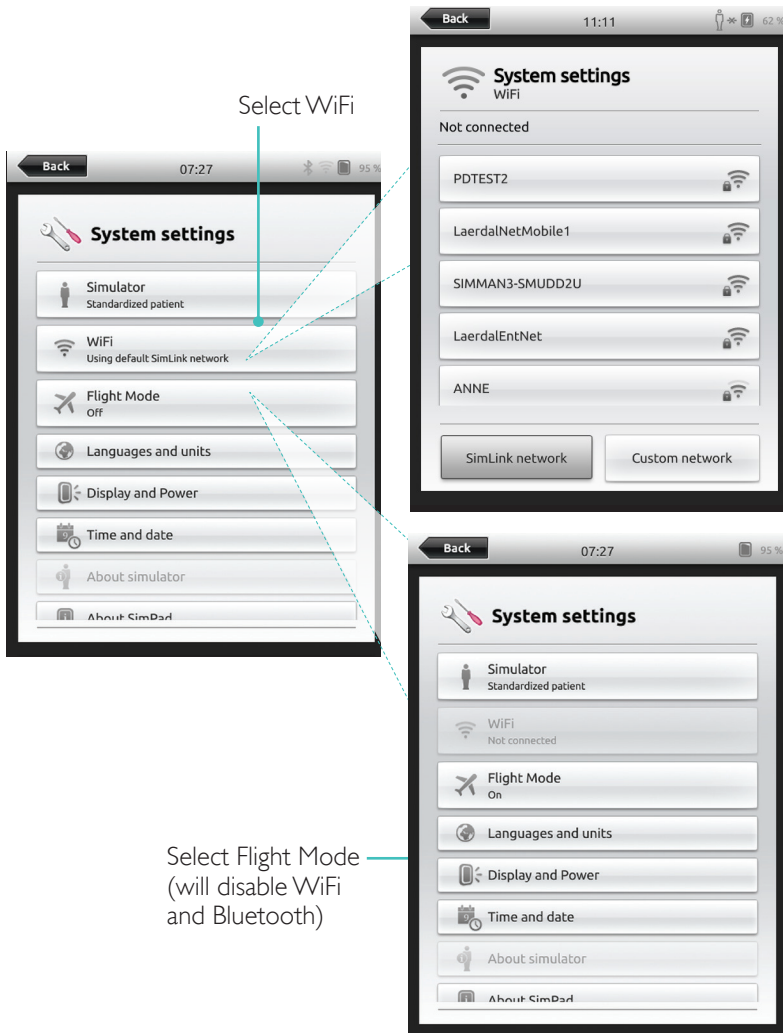 Select WiFi
Back 07:27 95 %
System settings
Simulator
Standardized patient
WiFi
Using default SimLink network
Flight Mode
Off
Languages and units
Display and Power
Time and date
About simulator
About SimPad
Back 11:11 62 %
System settings
WiFi
Not connected
PDTEST2
LaerdalNetMobile1
SIMMAN3-SMUDD2U
LaerdalEntNet
ANNE
SimLink network Custom network
Back 07:27 95 %
System settings
Simulator
Standardized patient
WiFi
Not connected
Flight Mode
On
Languages and units
Display and Power
Time and date
About simulator
About SimPad
Select Flight Mode
(will disable WiFi
and Bluetooth)